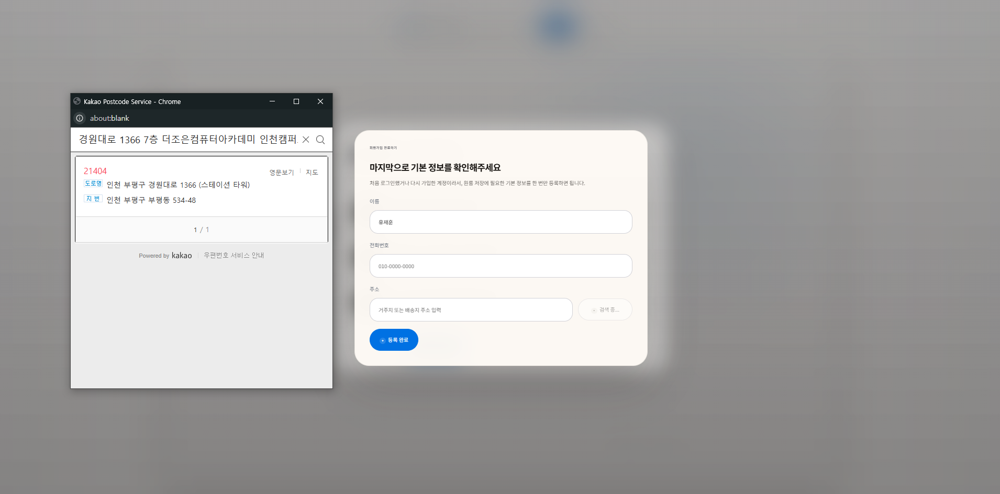 Kakao Postcode Service - Chrome
about:blank
경원대로 1366 7층 더조은컴퓨터아카데미 인천캠퍼
21404
영문보기 지도
도로명 인천 부평구 경원대로 1366 (스테이션 타워)
지 번 인천 부평구 부평동 534-48
1 / 1
Powered by kakao 우편번호 서비스 안내
회원가입 완료하기
마지막으로 기본 정보를 확인해주세요
처음 로그인했거나 다시 가입한 계정이라서, 원룸 저장에 필요한 기본 정보를 한 번만 등록하면 됩니다.
이름
유재훈
전화번호
010-0000-0000
주소
거주지 또는 배송지 주소 입력
검색 중...
+ 등록 완료